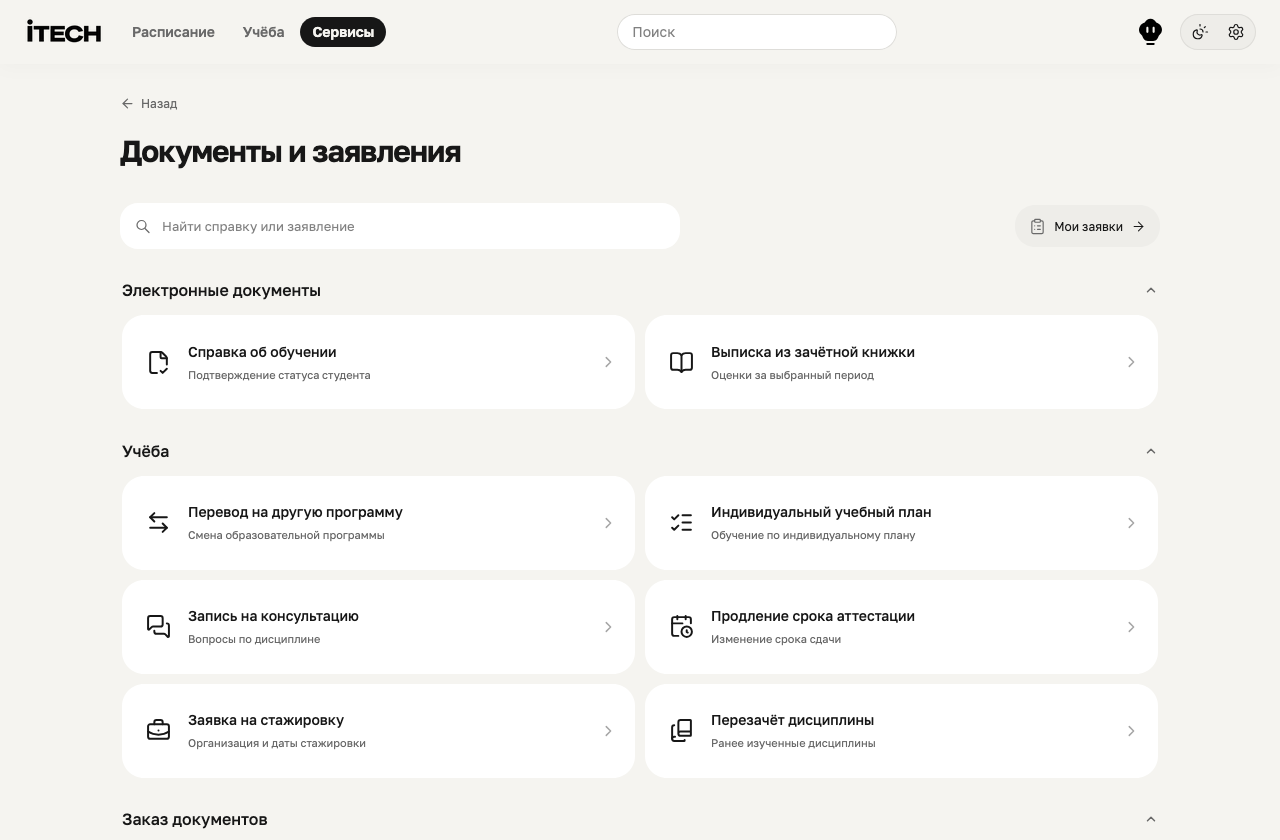 iTECH
Расписание
Учёба
Сервисы
Поиск
Назад
Документы и заявления
Найти справку или заявление
Мои заявки
Электронные документы
Справка об обучении
Подтверждение статуса студента
Выписка из зачётной книжки
Оценки за выбранный период
Учёба
Перевод на другую программу
Смена образовательной программы
Индивидуальный учебный план
Обучение по индивидуальному плану
Запись на консультацию
Вопросы по дисциплине
Продление срока аттестации
Изменение срока сдачи
Заявка на стажировку
Организация и даты стажировки
Перезачёт дисциплины
Ранее изученные дисциплины
Заказ документов